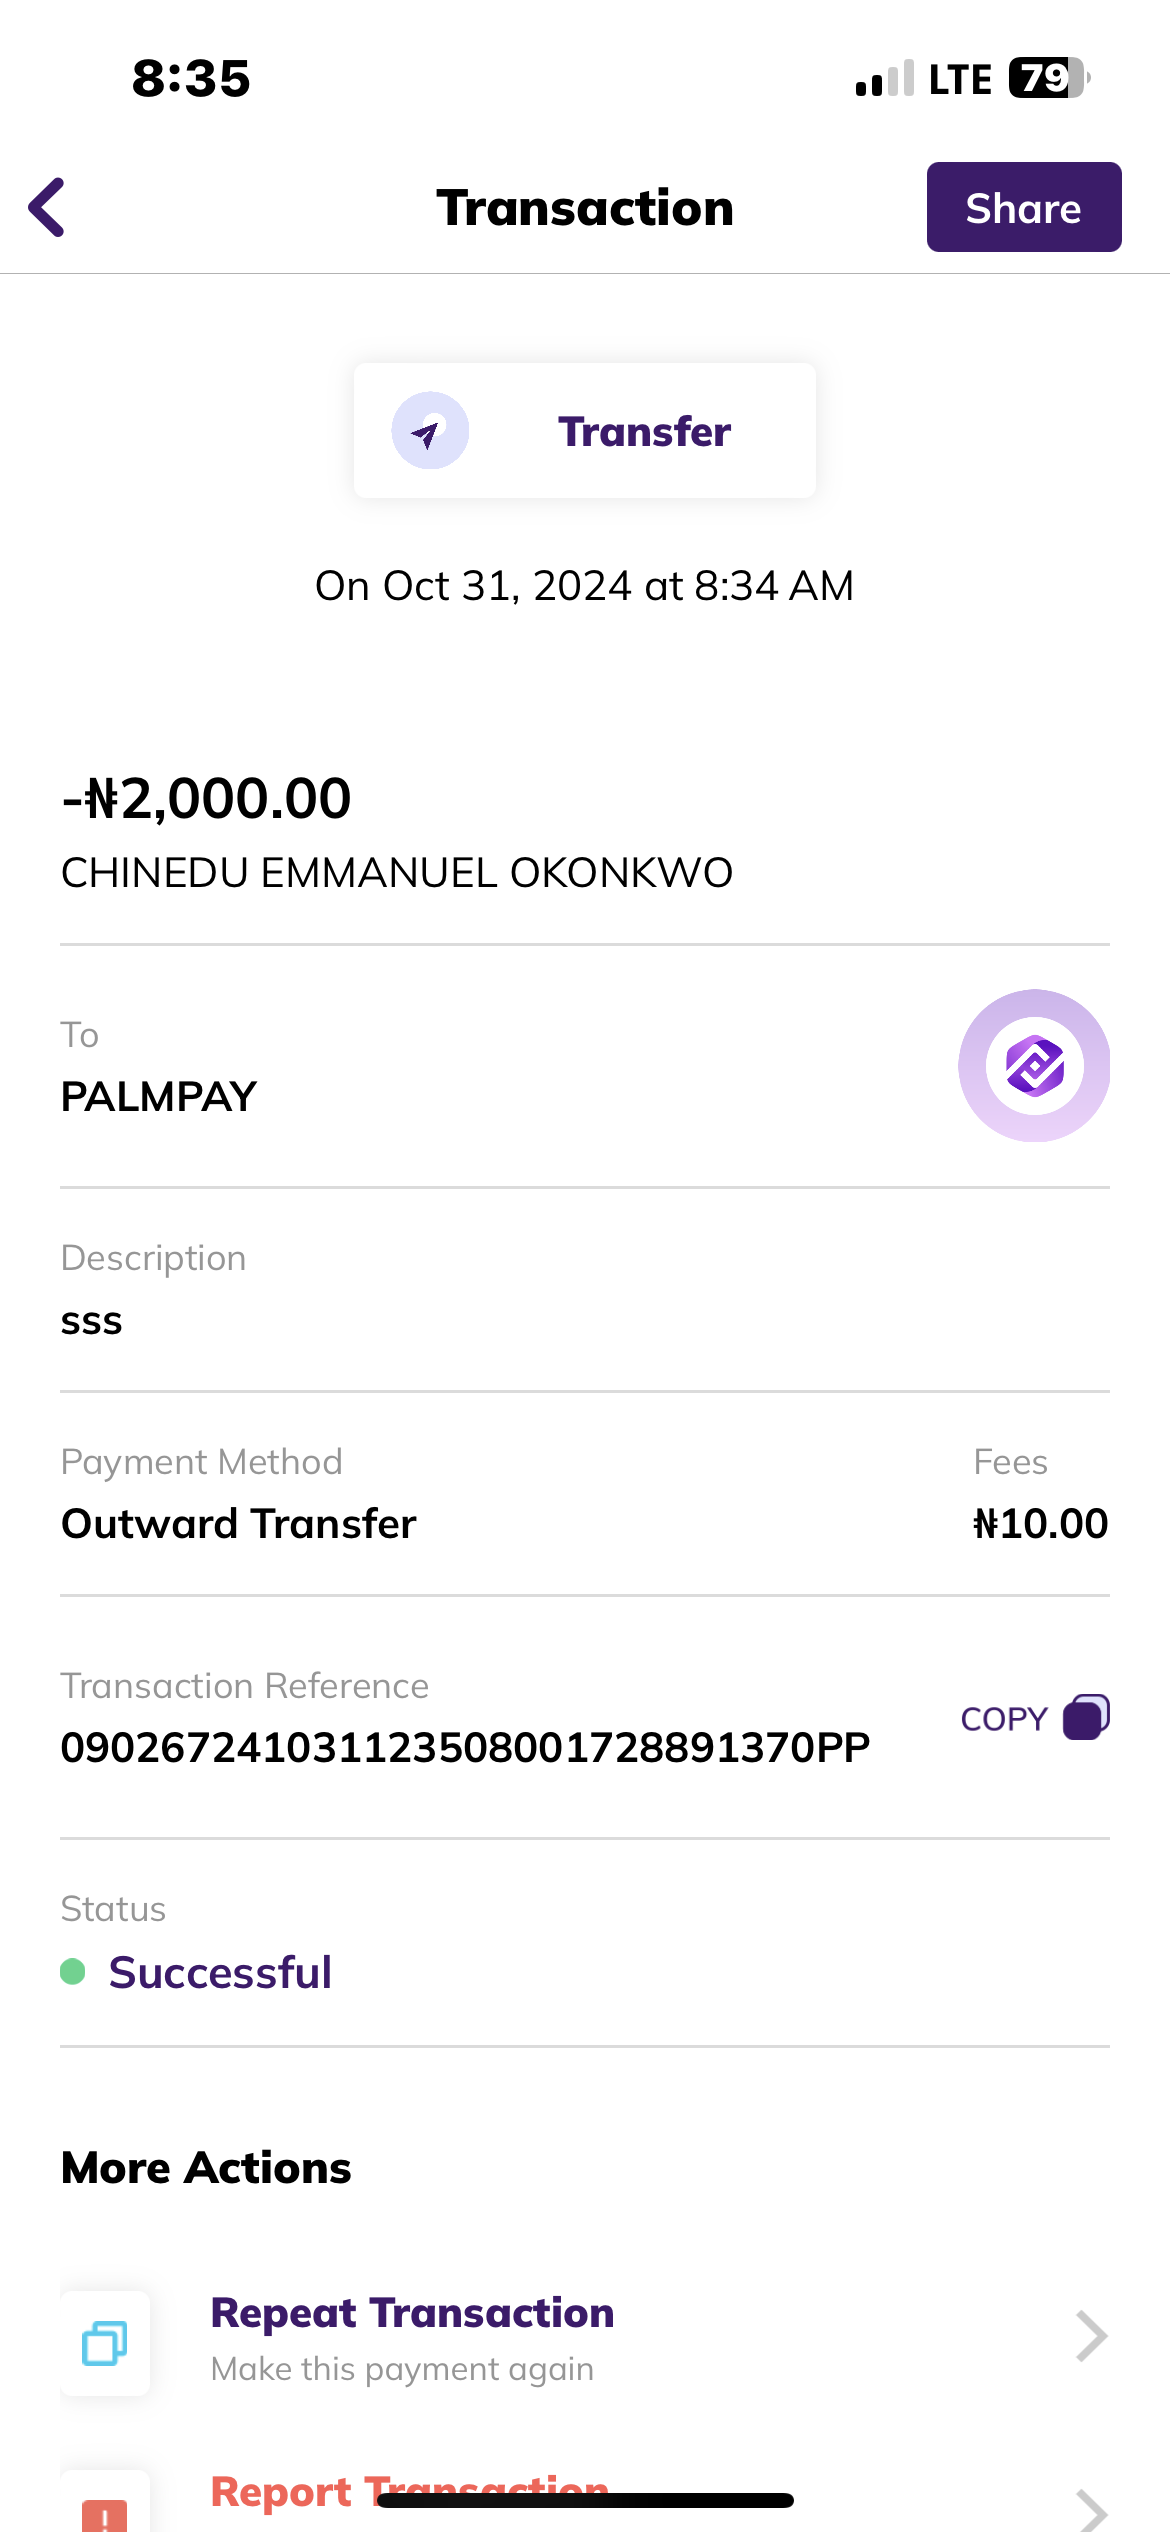 8:35
LTE 79
Transaction
Share
Transfer
On Oct 31, 2024 at 8:34 AM
-₦2,000.00
CHINEDU EMMANUEL OKONKWO
To
PALMPAY
Description
sss
Payment Method
Fees
Outward Transfer
₦10.00
Transaction Reference
090267241031123508001728891370PP
COPY
Status
Successful
More Actions
Repeat Transaction
Make this payment again
Report Transaction